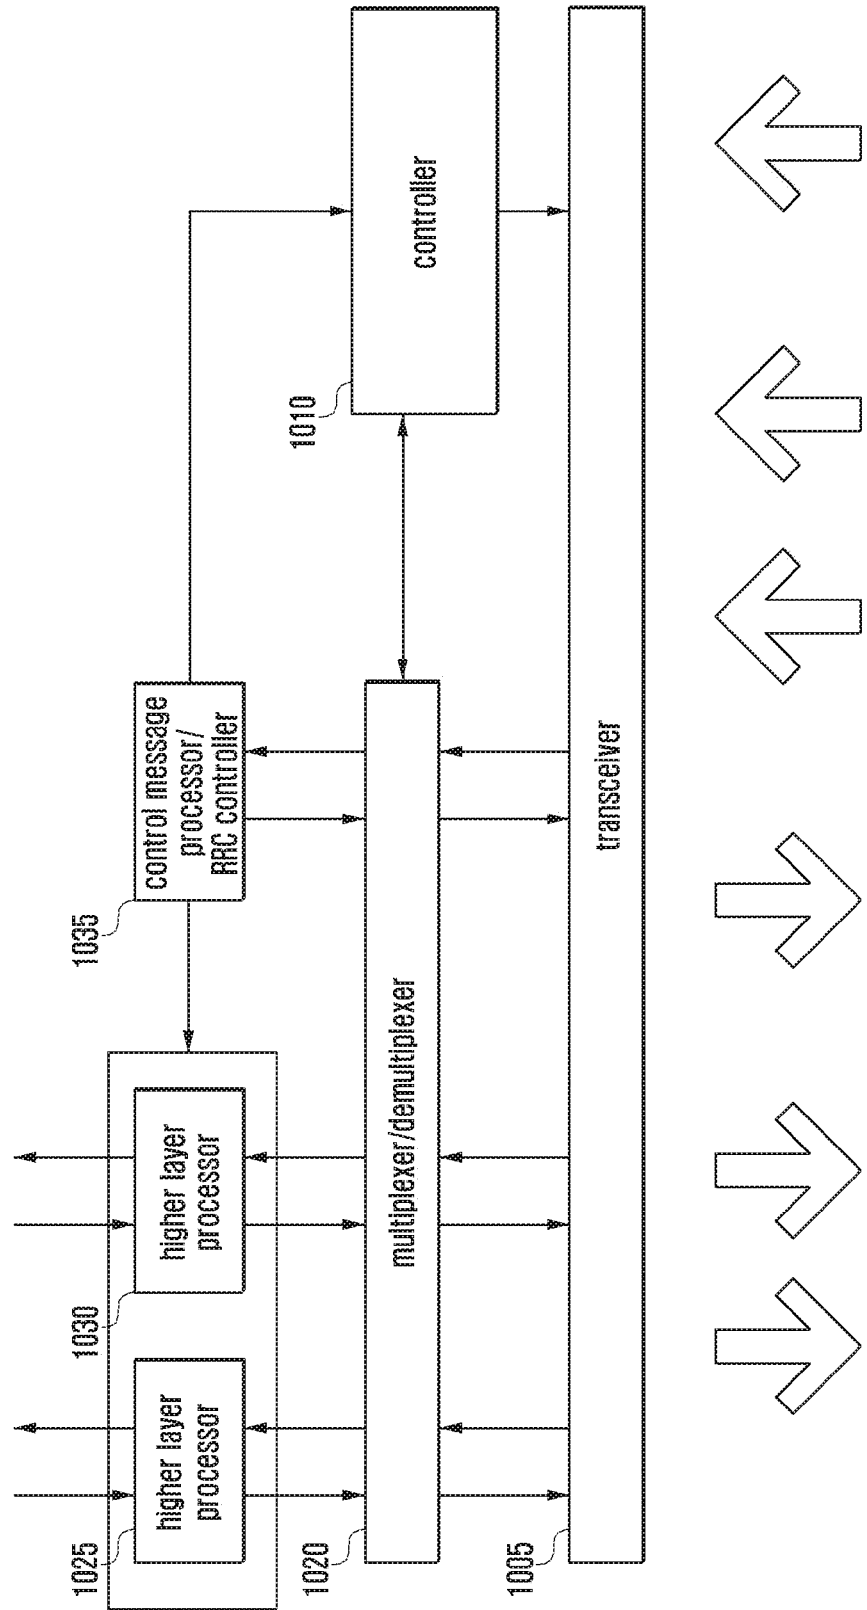 1025
higher layer
processor
1030
higher layer
processor
1035
control message
processor/
RRC controller
1020
multiplexer/demultiplexer
1010
controller
1005
transceiver